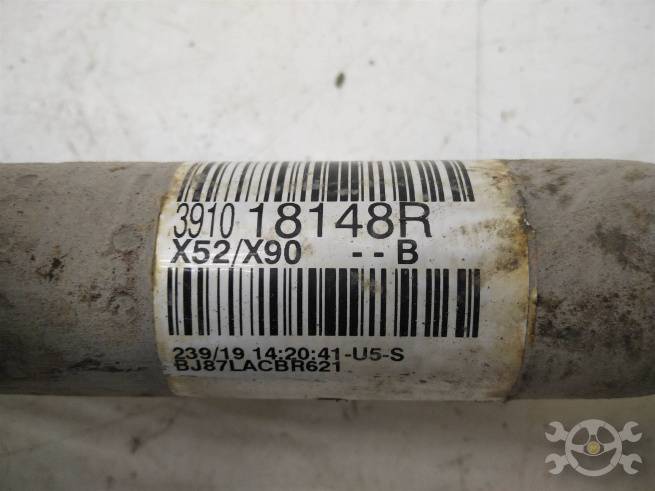 3910 18148R
X52/X90 - - B
239/19 14:20:41-U5-S
BJ87LACBR621